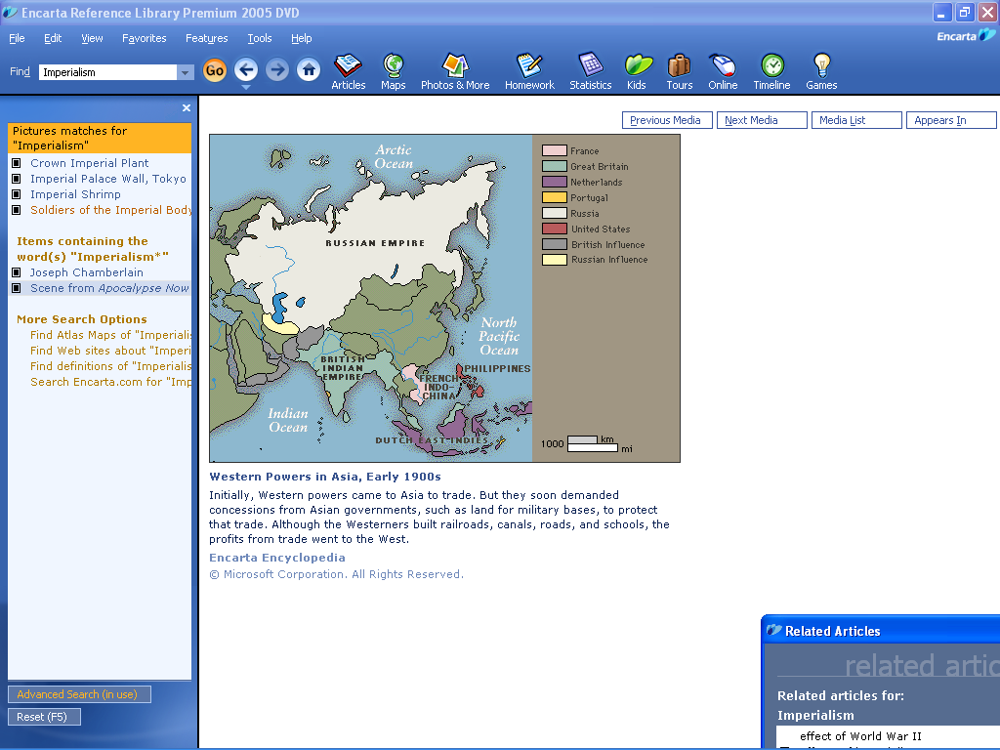 Encarta Reference Library Premium 2005 DVD
File Edit View Favorites Features Tools Help
Encarta
Find Imperialism Go
Articles Maps Photos & More Homework Statistics Kids Tours Online Timeline Games
Pictures matches for
"Imperialism"
Crown Imperial Plant
Imperial Palace Wall, Tokyo
Imperial Shrimp
Soldiers of the Imperial Body
Items containing the
word(s) "Imperialism*"
Joseph Chamberlain
Scene from Apocalypse Now
More Search Options
Find Atlas Maps of "Imperialis
Find Web sites about "Imperi
Find definitions of "Imperialis
Search Encarta.com for "Imp
Advanced Search (in use)
Reset (F5)
Previous Media Next Media Media List Appears In
Arctic
Ocean
RUSSIAN EMPIRE
North
Pacific
Ocean
BRITISH
INDIAN
EMPIRE
PHILIPPINES
FRENCH
INDO-
CHINA
Indian
Ocean
DUTCH EAST INDIES
France
Great Britain
Netherlands
Portugal
Russia
United States
British Influence
Russian Influence
1000 km
mi
Western Powers in Asia, Early 1900s
Initially, Western powers came to Asia to trade. But they soon demanded
concessions from Asian governments, such as land for military bases, to protect
that trade. Although the Westerners built railroads, canals, roads, and schools, the
profits from trade went to the West.
Encarta Encyclopedia
© Microsoft Corporation. All Rights Reserved.
Related Articles
related artic
Related articles for:
Imperialism
effect of World War II